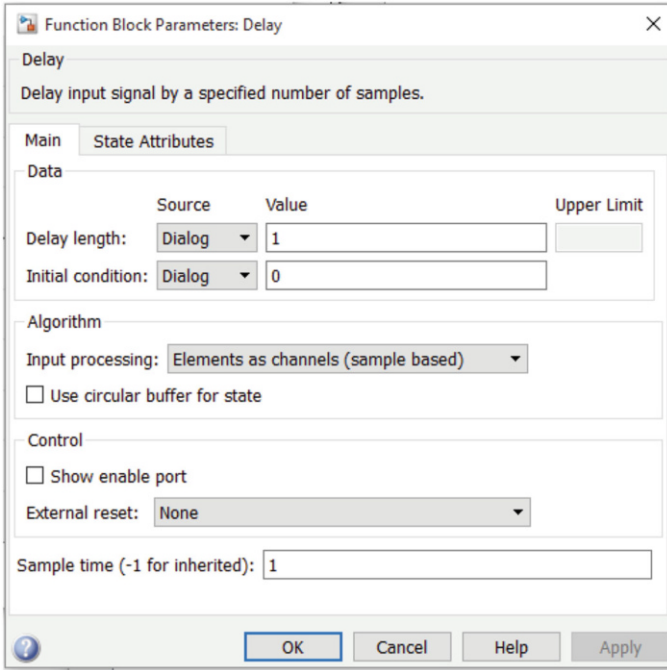 Function Block Parameters: Delay
Delay
Delay input signal by a specified number of samples.
Main State Attributes
Data
Source Value Upper Limit
Delay length: Dialog 1
Initial condition: Dialog 0
Algorithm
Input processing: Elements as channels (sample based)
Use circular buffer for state
Control
Show enable port
External reset: None
Sample time (-1 for inherited): 1
OK Cancel Help Apply